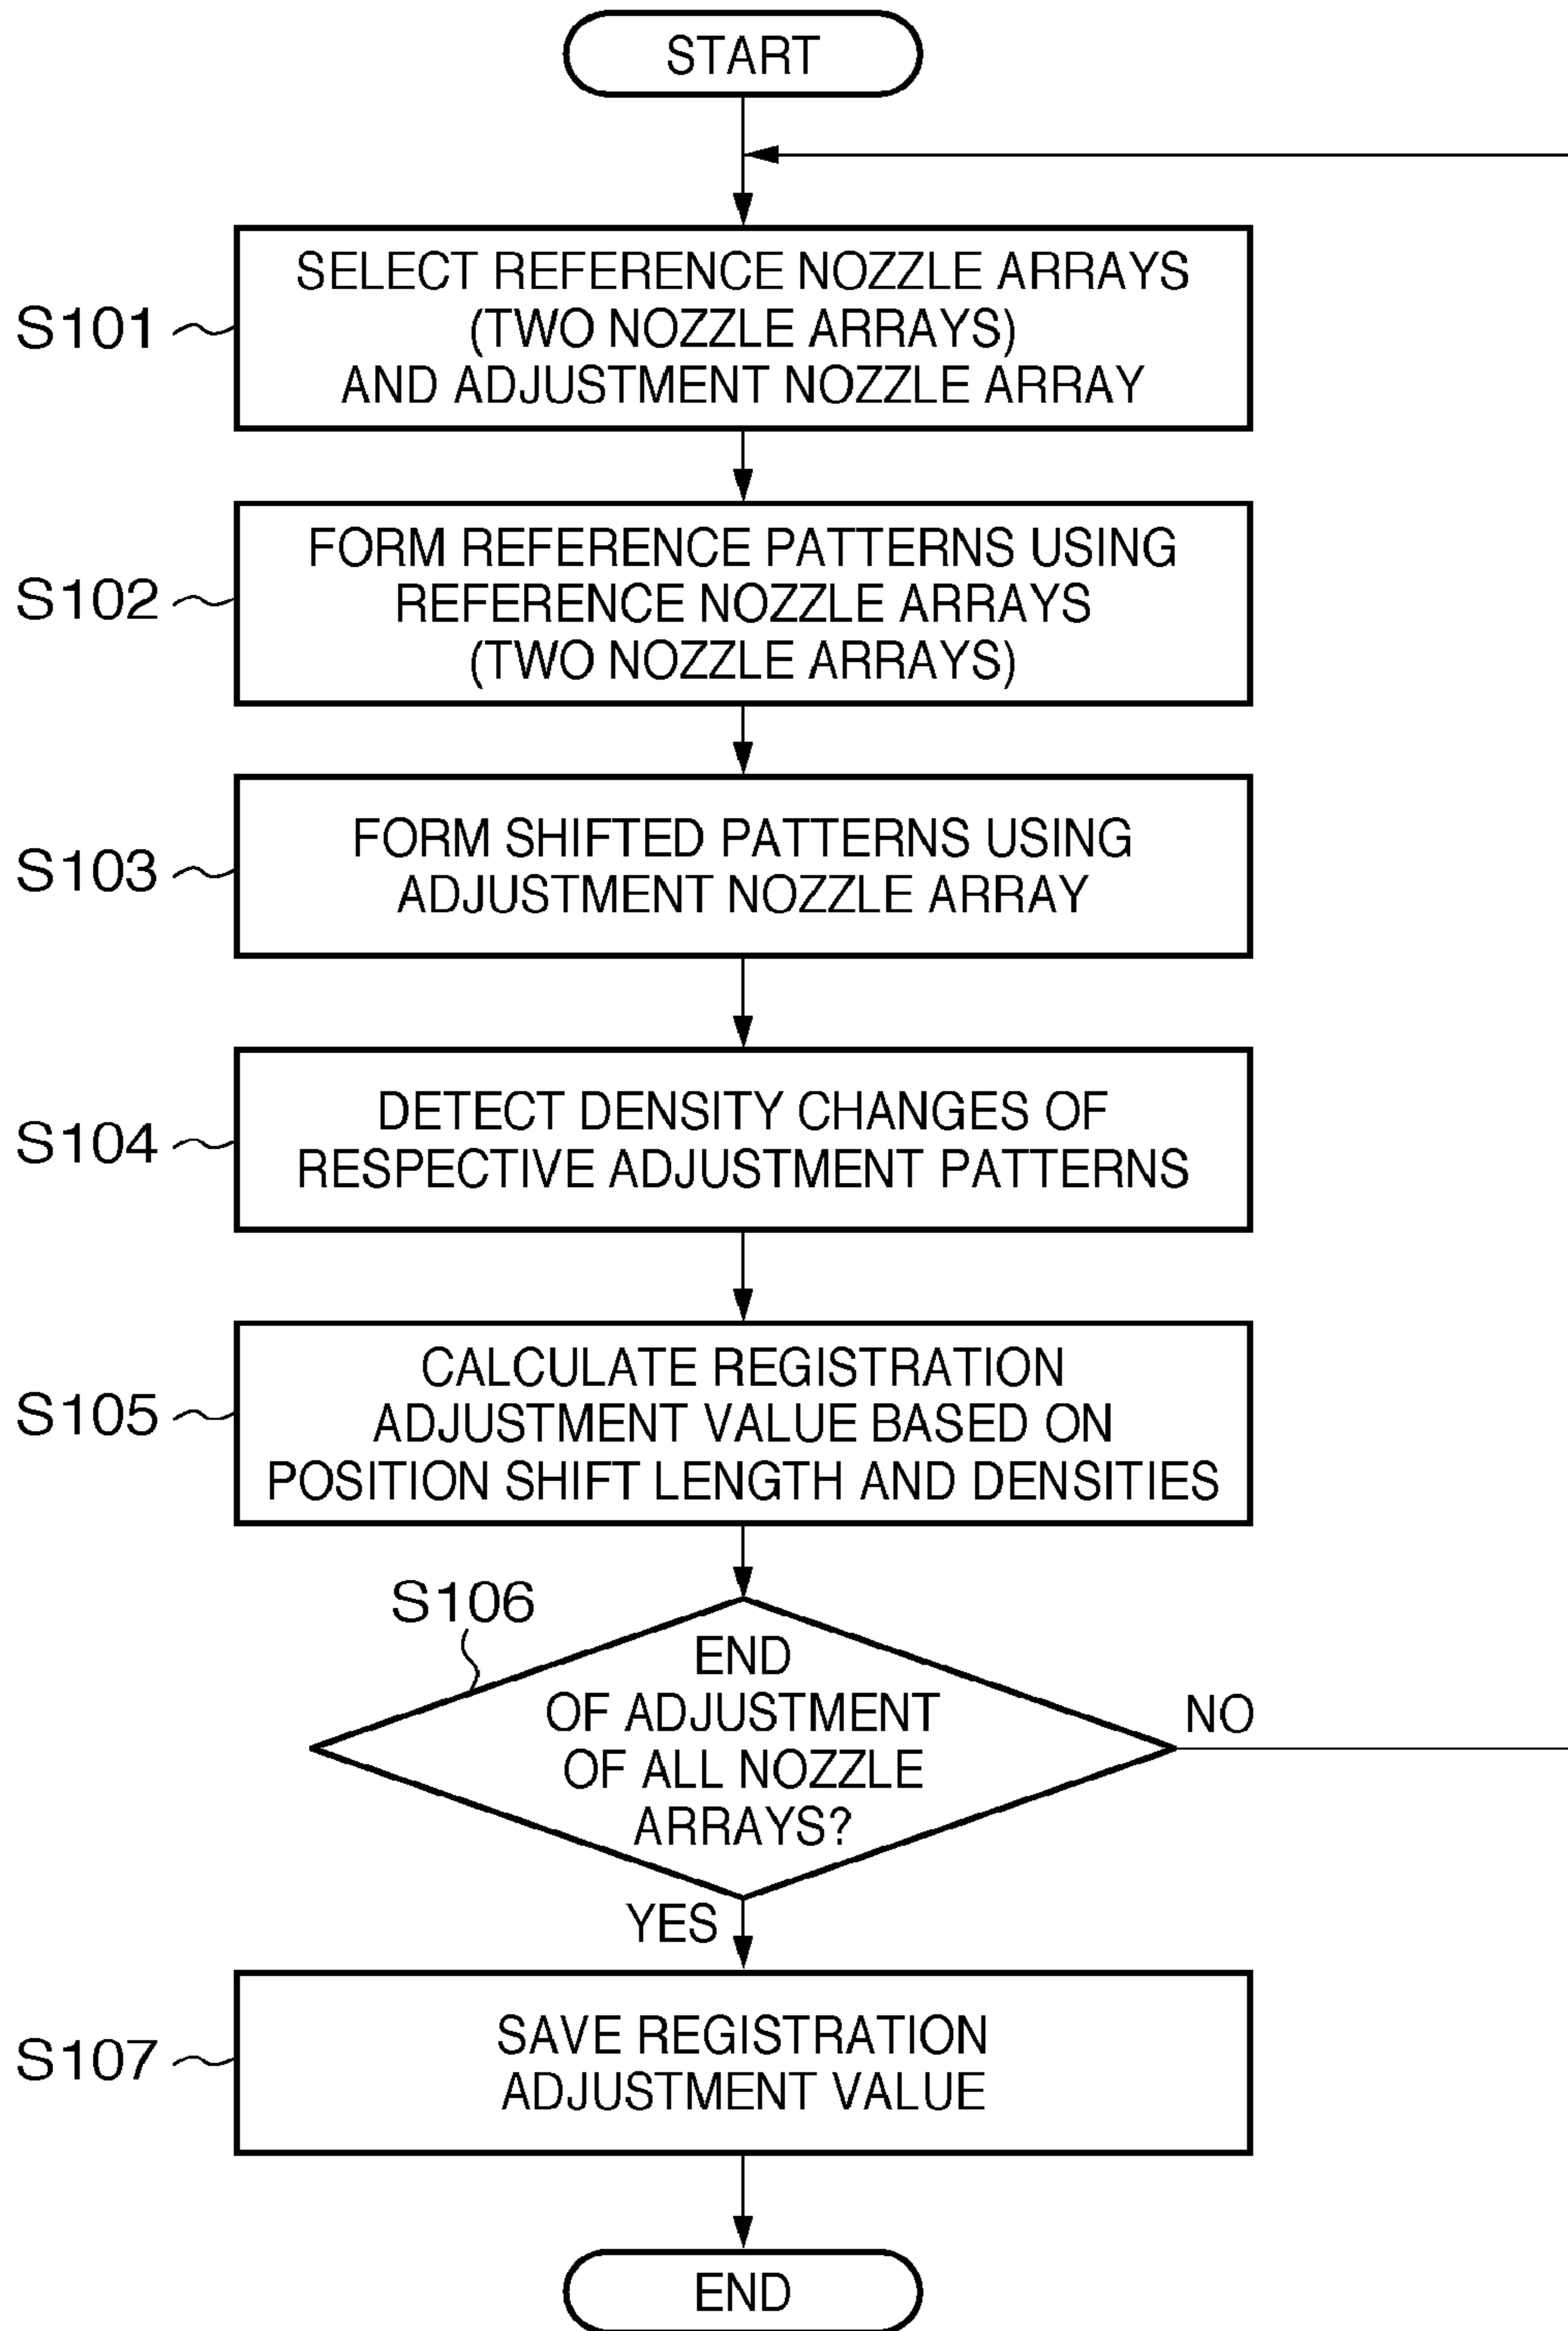 START
S101
SELECT REFERENCE NOZZLE ARRAYS
(TWO NOZZLE ARRAYS)
AND ADJUSTMENT NOZZLE ARRAY
S102
FORM REFERENCE PATTERNS USING
REFERENCE NOZZLE ARRAYS
(TWO NOZZLE ARRAYS)
S103
FORM SHIFTED PATTERNS USING
ADJUSTMENT NOZZLE ARRAY
S104
DETECT DENSITY CHANGES OF
RESPECTIVE ADJUSTMENT PATTERNS
S105
CALCULATE REGISTRATION
ADJUSTMENT VALUE BASED ON
POSITION SHIFT LENGTH AND DENSITIES
S106
END
OF ADJUSTMENT
OF ALL NOZZLE
ARRAYS?
NO
YES
S107
SAVE REGISTRATION
ADJUSTMENT VALUE
END